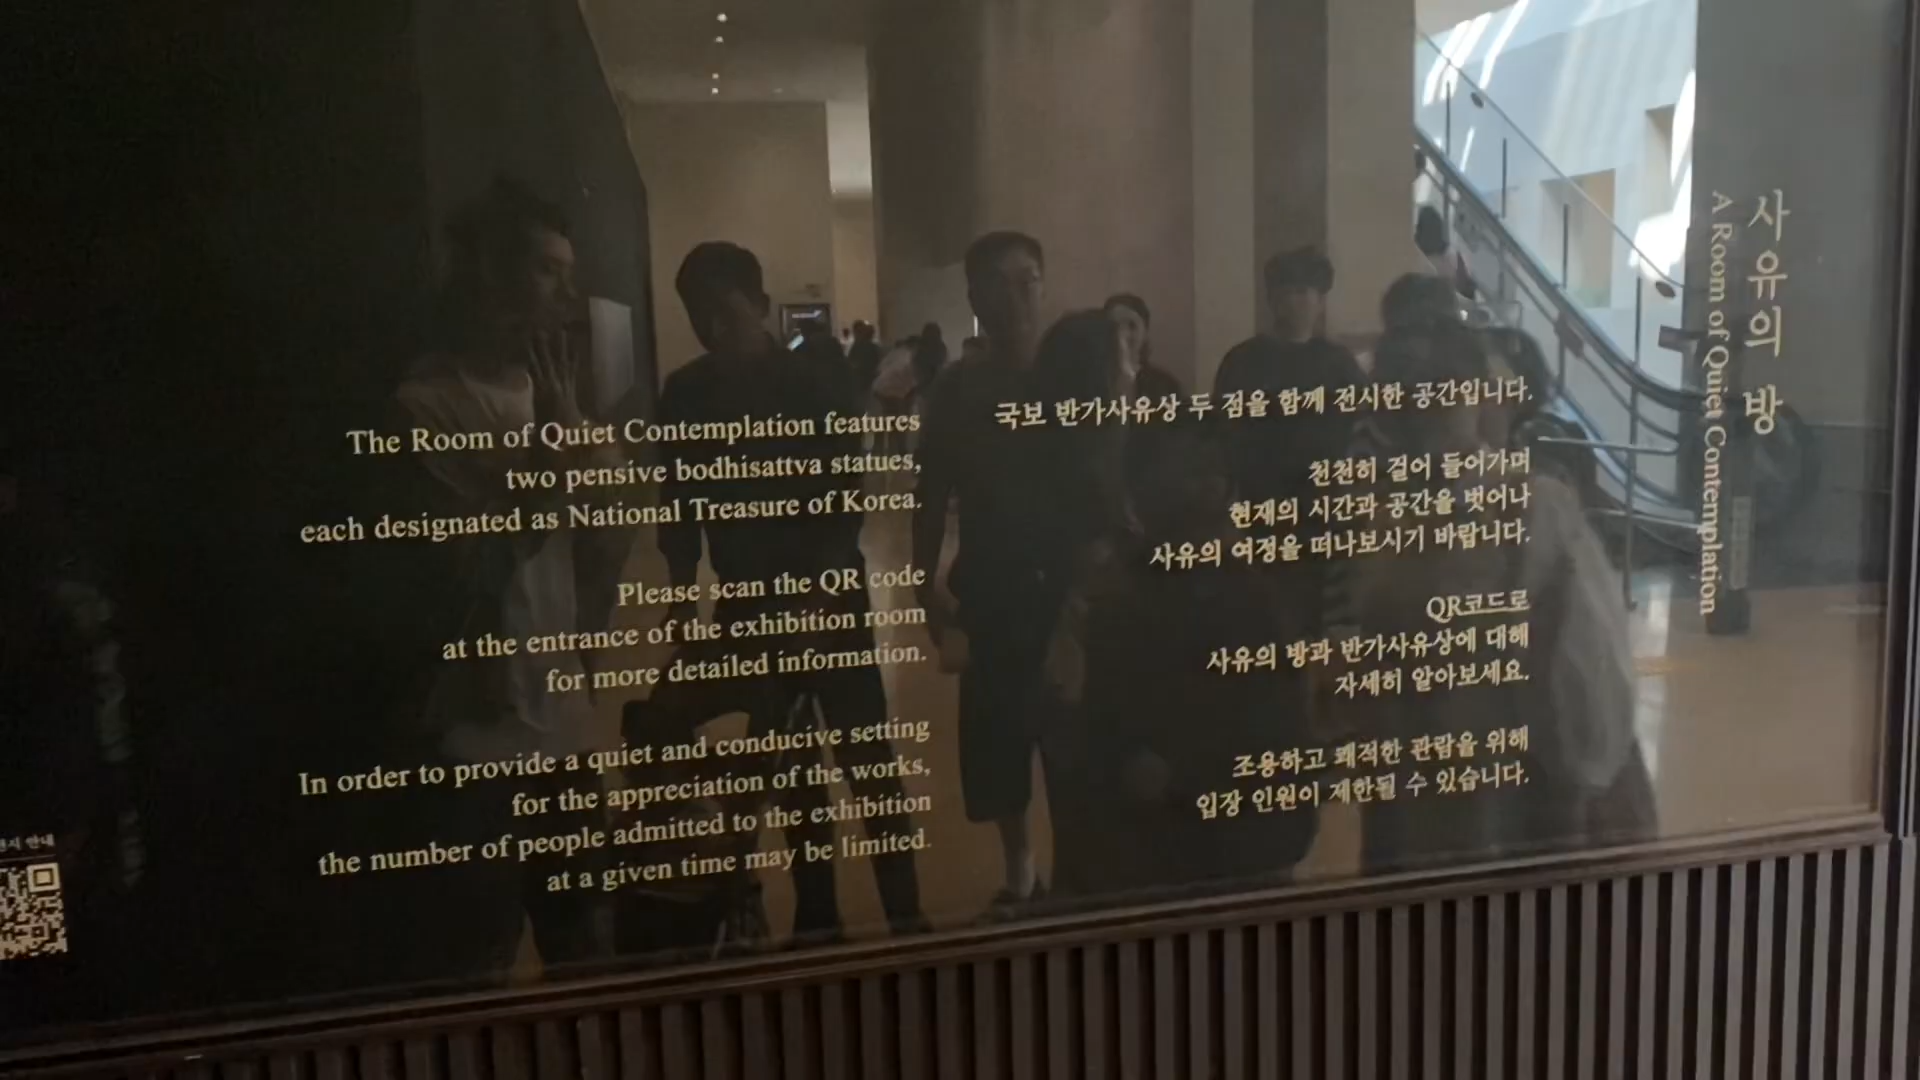 사유의 방
A Room of Quiet Contemplation
국보 반가사유상 두 점을 함께 전시한 공간입니다.
천천히 걸어 들어가며
현재의 시간과 공간을 벗어나
사유의 여정을 떠나보시기 바랍니다.
QR코드로
사유의 방과 반가사유상에 대해
자세히 알아보세요.
조용하고 쾌적한 관람을 위해
입장 인원이 제한될 수 있습니다.
The Room of Quiet Contemplation features
two pensive bodhisattva statues,
each designated as National Treasure of Korea.
Please scan the QR code
at the entrance of the exhibition room
for more detailed information.
In order to provide a quiet and conducive setting
for the appreciation of the works,
the number of people admitted to the exhibition
at a given time may be limited.
안내